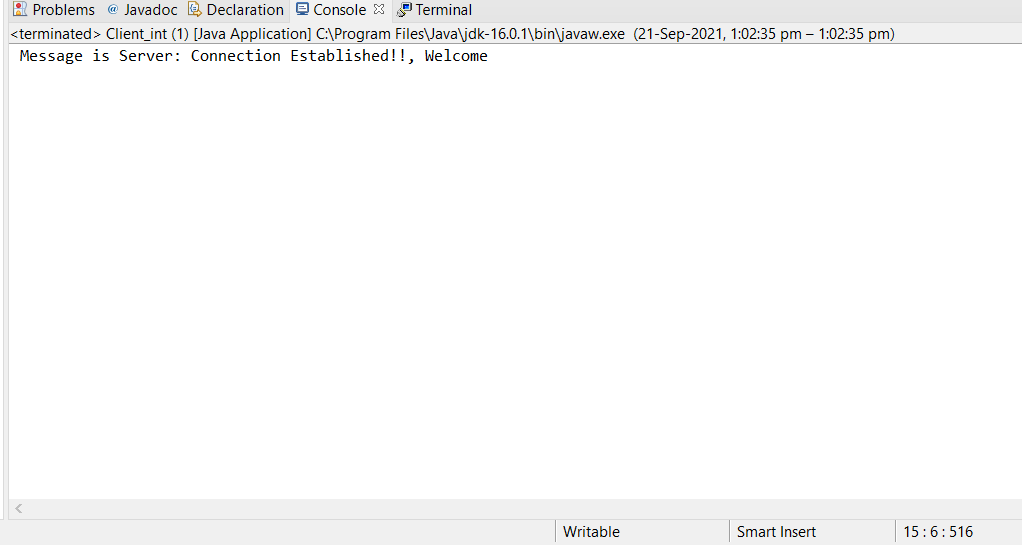 Problems @ Javadoc Declaration Console Terminal
<terminated> Client_int (1) [Java Application] C:\Program Files\Java\jdk-16.0.1\bin\javaw.exe (21-Sep-2021, 1:02:35 pm – 1:02:35 pm)
Message is Server: Connection Established!!, Welcome
Writable Smart Insert 15 : 6 : 516